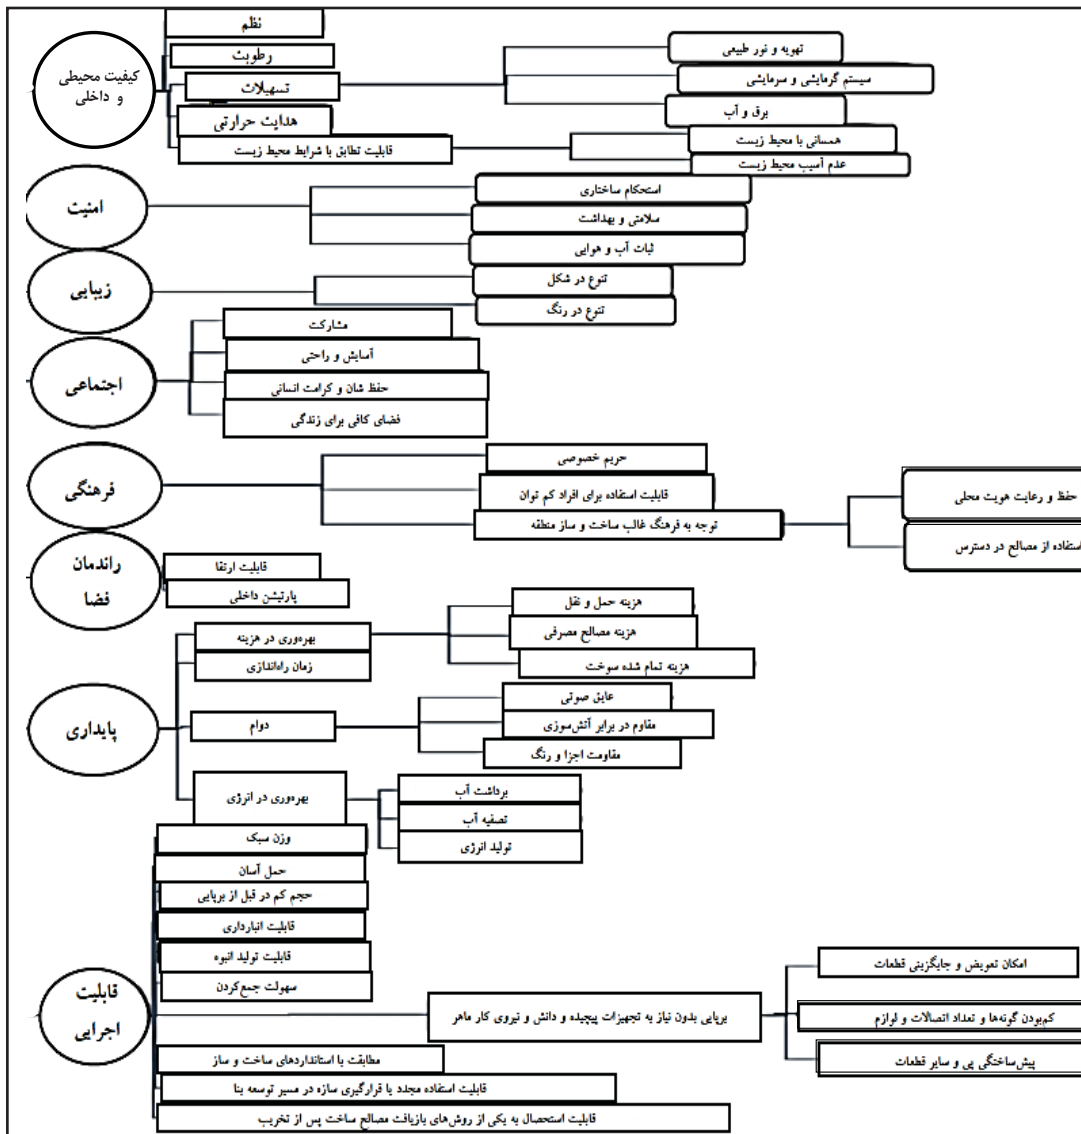 کیفیت محیطی
و داخلی
نظم
رطوبت
تسهیلات
تهویه و نور طبیعی
سیستم گرمایشی و سرمایشی
برق و آب
هدایت حرارتی
قابلیت تطابق با شرایط محیط زیست
همسانی با محیط زیست
عدم آسیب محیط زیست
امنیت
استحکام ساختاری
سلامتی و بهداشت
ثبات آب و هوایی
زیبایی
تنوع در شکل
تنوع در رنگ
اجتماعی
مشارکت
آسایش و راحتی
حفظ شان و کرامت انسانی
فضای کافی برای زندگی
فرهنگی
حریم خصوصی
قابلیت استفاده برای افراد کم توان
توجه به فرهنگ غالب ساخت و ساز منطقه
حفظ و رعایت هویت محلی
استفاده از مصالح در دسترس
راندمان
فضا
قابلیت ارتقا
پارتیشن داخلی
پایداری
بهره‌وری در هزینه
هزینه حمل و نقل
هزینه مصالح مصرفی
هزینه تمام شده سوخت
زمان راه‌اندازی
دوام
عایق صوتی
مقاوم در برابر آتش‌سوزی
مقاومت اجزا و رنگ
بهره‌وری در انرژی
برداشت آب
تصفیه آب
تولید انرژی
قابلیت
اجرایی
وزن سبک
حمل آسان
حجم کم در قبل از برپایی
قابلیت انبارداری
قابلیت تولید انبوه
سهولت جمع‌کردن
برپایی بدون نیاز به تجهیزات پیچیده و دانش و نیروی کار ماهر
امکان تعویض و جایگزینی قطعات
کم‌بودن گونه‌ها و تعداد اتصالات و لوازم
پیش‌ساختگی پی و سایر قطعات
مطابقت با استانداردهای ساخت و ساز
قابلیت استفاده مجدد یا قرارگیری سازه در مسیر توسعه بنا
قابلیت استحصال به یکی از روش‌های بازیافت مصالح ساخت پس از تخریب